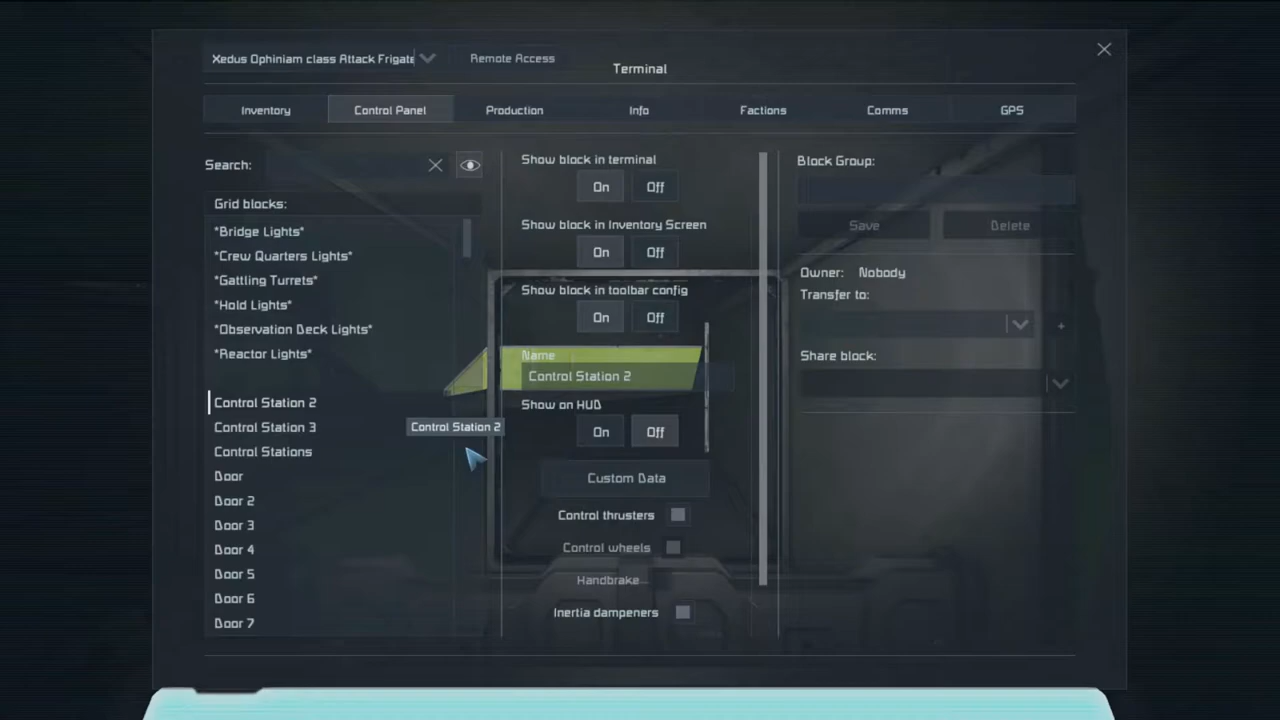 Xedus Ophiniam class Attack Frigate
Remote Access
Terminal
Inventory
Control Panel
Production
Info
Factions
Comms
GPS
Search:
Grid blocks:
*Bridge Lights*
*Crew Quarters Lights*
*Gattling Turrets*
*Hold Lights*
*Observation Deck Lights*
*Reactor Lights*
Control Station 2
Control Station 3
Control Stations
Door
Door 2
Door 3
Door 4
Door 5
Door 6
Door 7
Control Station 2
Show block in terminal
On Off
Show block in Inventory Screen
On Off
Show block in toolbar config
On Off
Name
Control Station 2
Show on HUD
On Off
Custom Data
Control thrusters
Control wheels
Handbrake
Inertia dampeners
Block Group:
Save Delete
Owner: Nobody
Transfer to:
Share block: